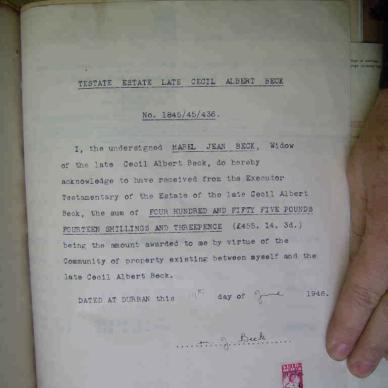 TESTATE ESTATE LATE CECIL ALBERT BECK
No. 1845/45/436.
I, the undersigned MABEL JEAN BECK, Widow
of the late Cecil Albert Beck, do hereby
acknowledge to have received from the Executor
Testamentary of the Estate of the late Cecil Albert
Beck, the sum of FOUR HUNDRED AND FIFTY FIVE POUNDS
FOURTEEN SHILLINGS AND THREEPENCE (£455. 14. 3d.)
being the amount awarded to me by virtue of the
Community of property existing between myself and the
late Cecil Albert Beck.
DATED AT DURBAN this day of June 1946.
J Beck